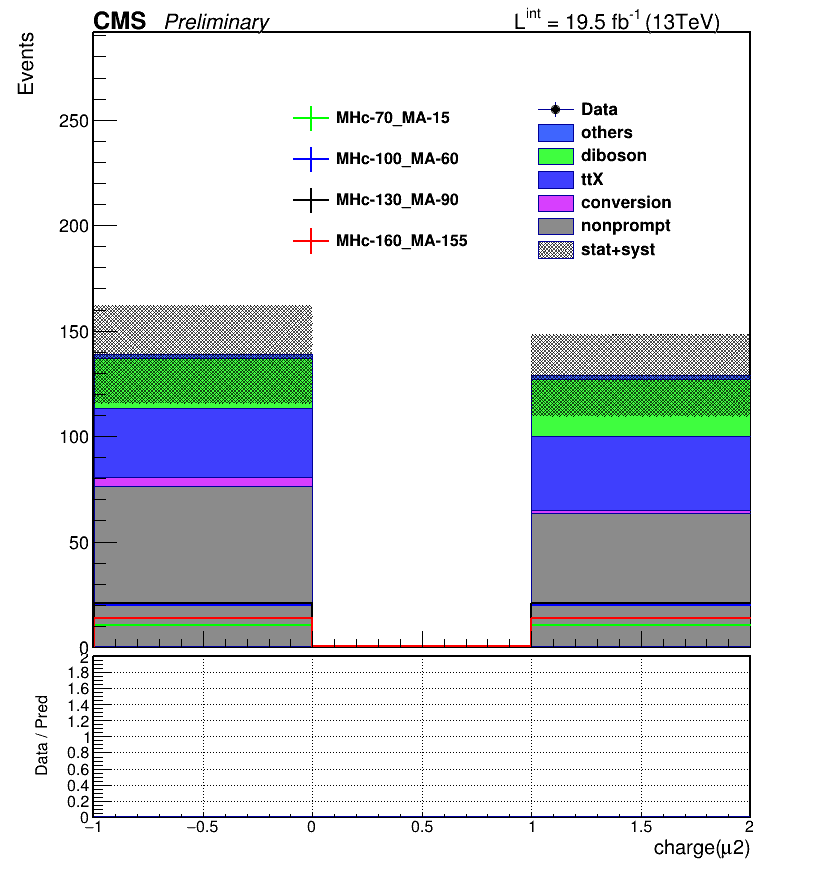 CMS Preliminary L^int = 19.5 fb^-1 (13TeV)
Events
250
200
150
100
50
0
MHc-70_MA-15
MHc-100_MA-60
MHc-130_MA-90
MHc-160_MA-155
Data
others
diboson
ttX
conversion
nonprompt
stat+syst
Data / Pred
2
1.8
1.6
1.4
1.2
1
0.8
0.6
0.4
0.2
0
−1 −0.5 0 0.5 1 1.5 2
charge(μ2)